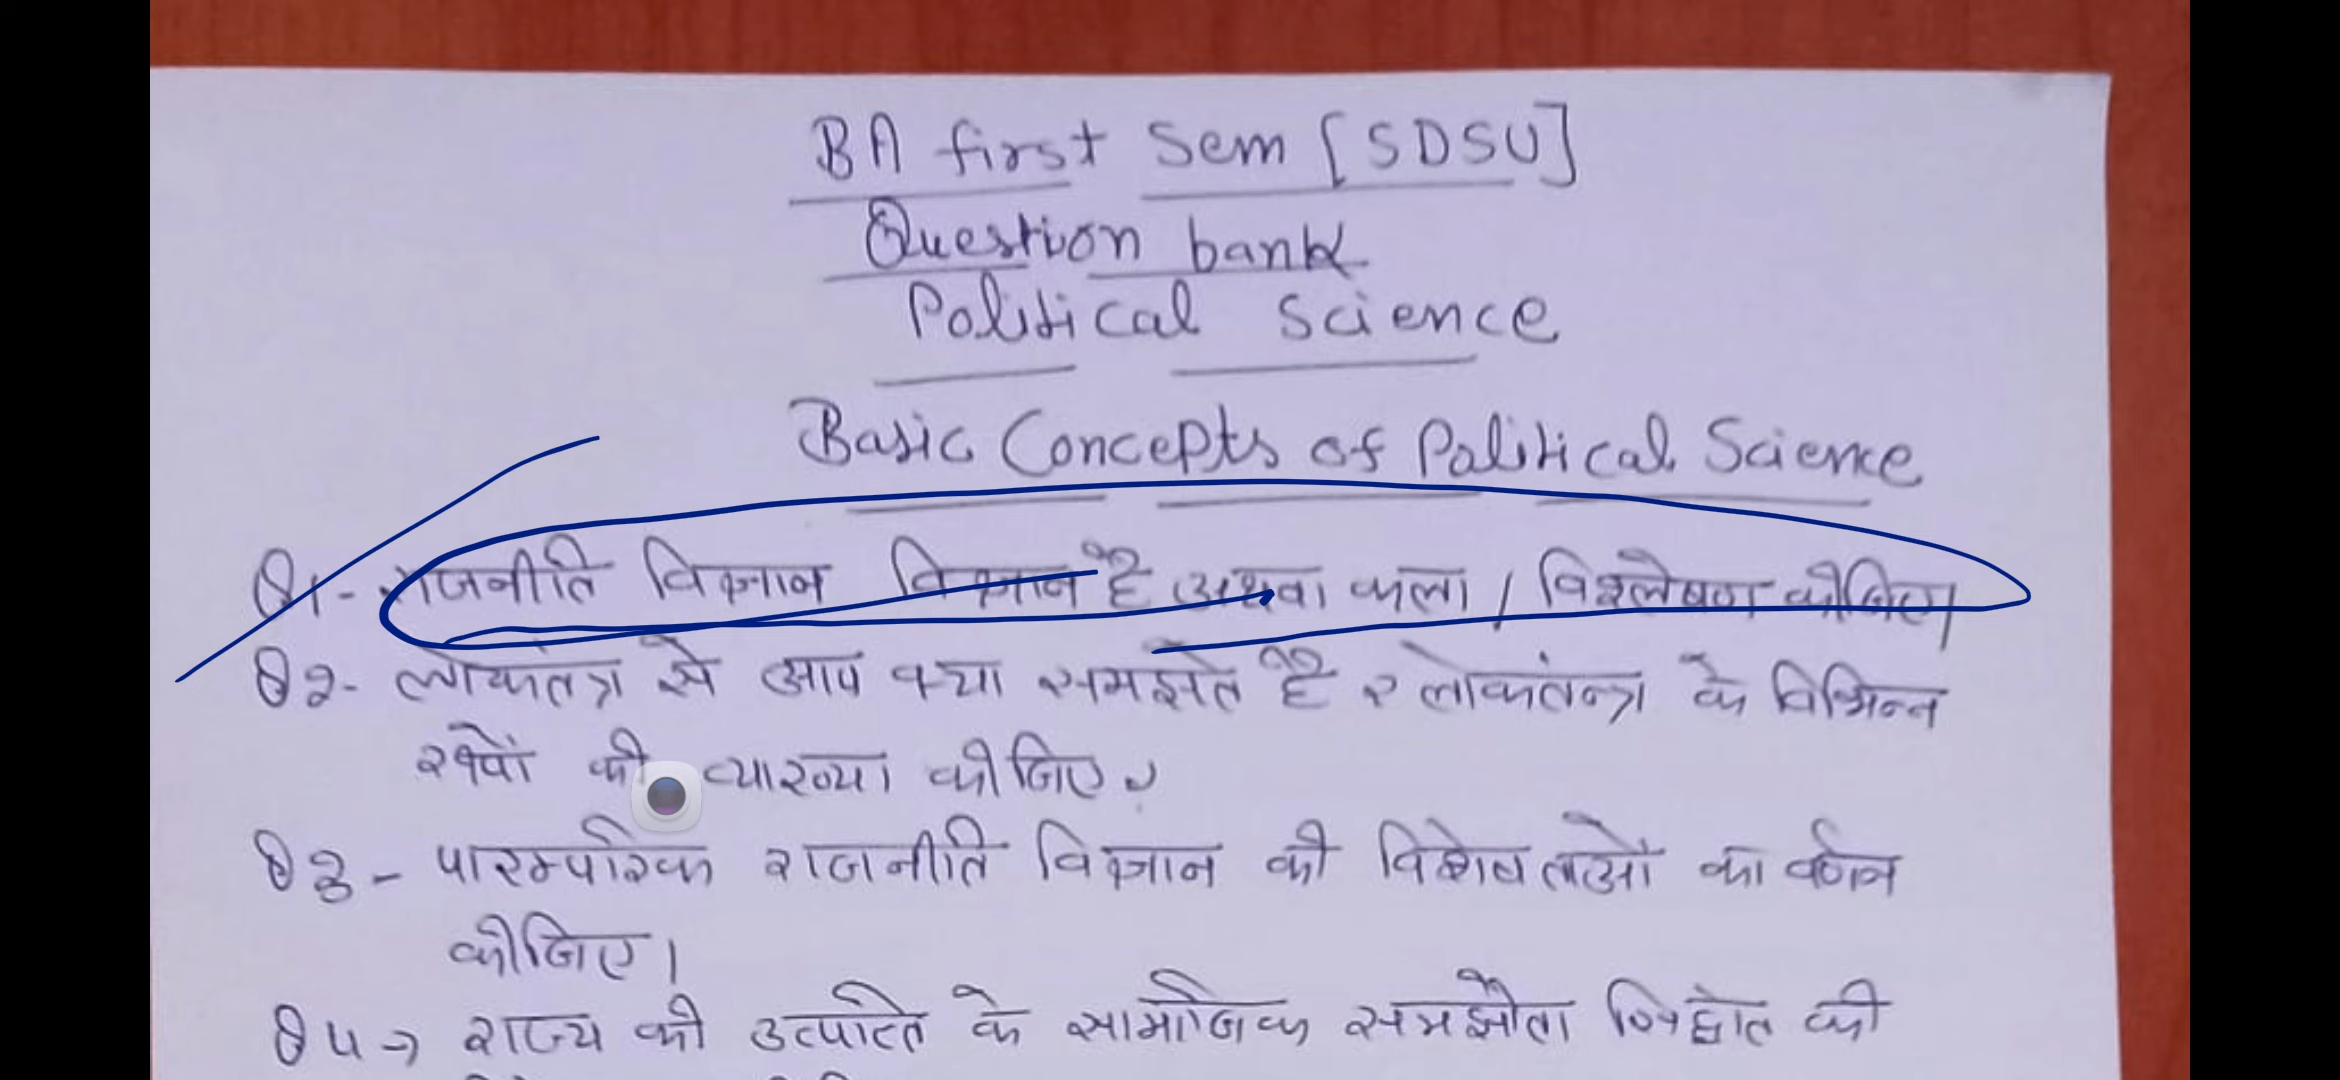 BA first Sem [SDSU]
Question bank
Political Science
Basic Concepts of Political Science
Q1- राजनीति विज्ञान विज्ञान है अथवा कला / विश्लेषण कीजिए।
Q2- लोकतंत्र से आप क्या समझते हैं ? लोकतंन्त्र के विभिन्न
रूपों की व्याख्या कीजिए।
Q3- पारम्परिक राजनीति विज्ञान की विशेषताओं का वर्णन
कीजिए।
Q4→ राज्य की उत्पत्ति के सामाजिक समझौता सिद्धांत की